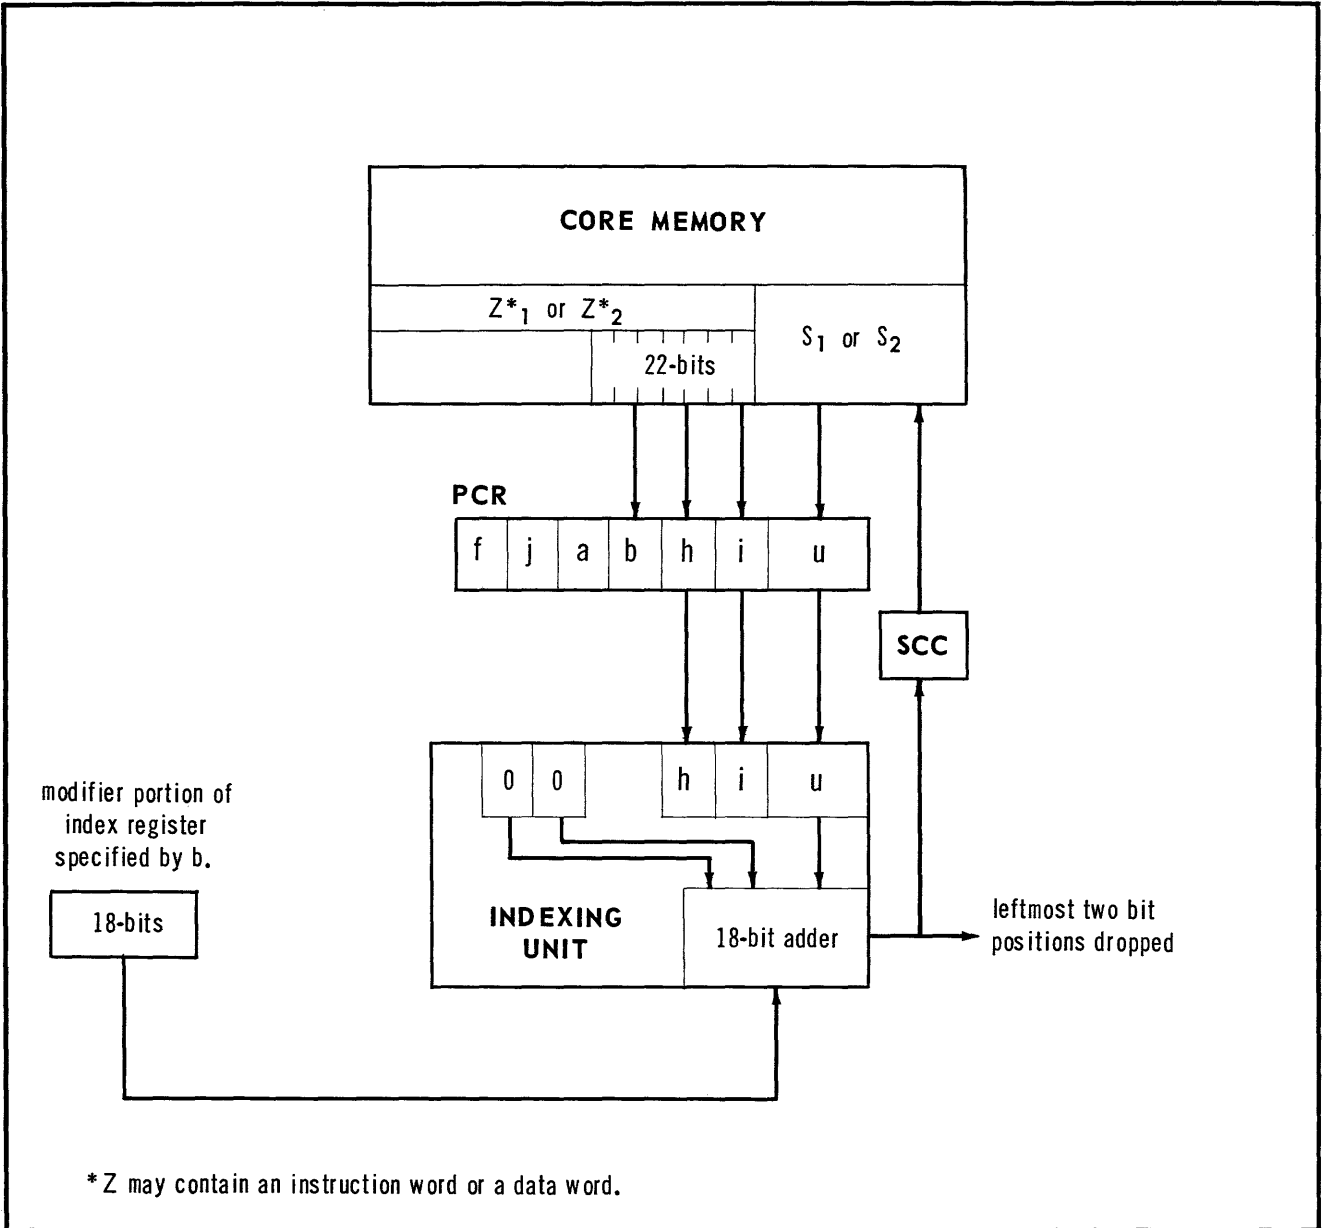 CORE MEMORY
Z*1 or Z*2
S1 or S2
22-bits
PCR
f j a b h i u
SCC
0 0 h i u
modifier portion of
index register
specified by b.
18-bits
INDEXING
UNIT
18-bit adder
leftmost two bit
positions dropped
*Z may contain an instruction word or a data word.